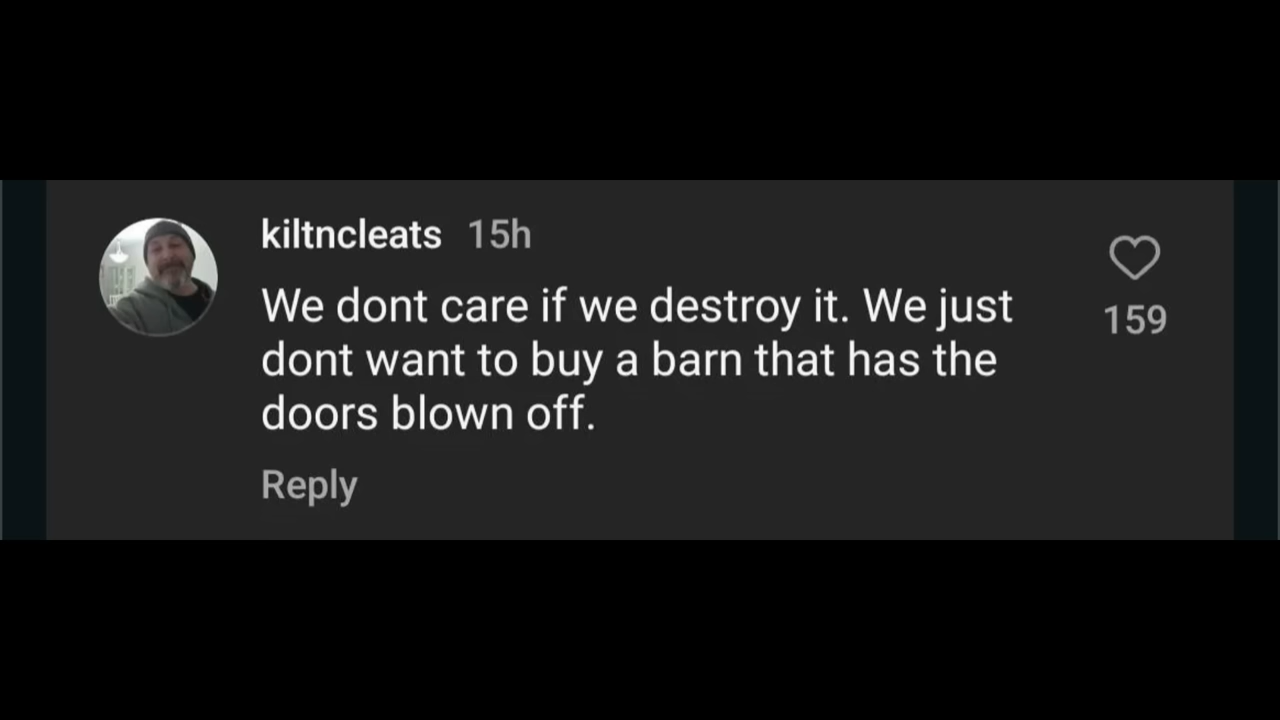 kiltncleats 15h
We dont care if we destroy it. We just
dont want to buy a barn that has the
doors blown off.
159
Reply